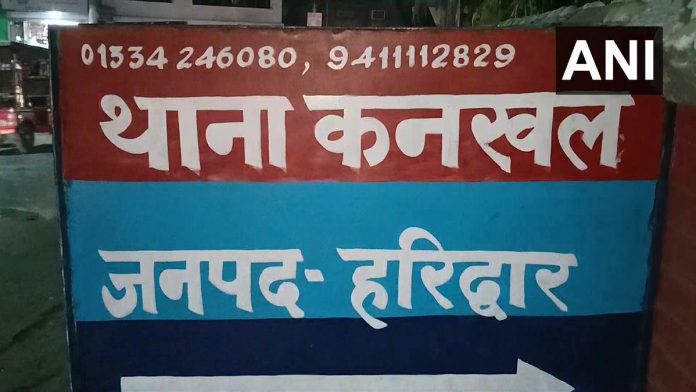 01334 246080, 9411112829
ANI
थाना कनखल
जनपद- हरिद्वार